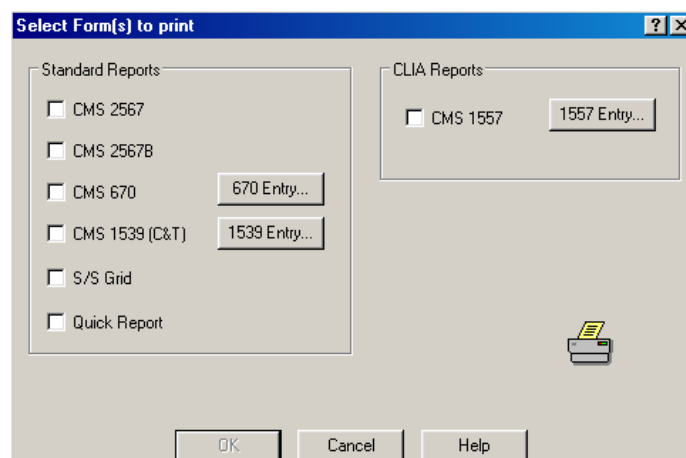 Select Form(s) to print
Standard Reports
CMS 2567
CMS 2567B
CMS 670
670 Entry...
CMS 1539 (C&T)
1539 Entry...
S/S Grid
Quick Report
CLIA Reports
CMS 1557
1557 Entry...
OK
Cancel
Help